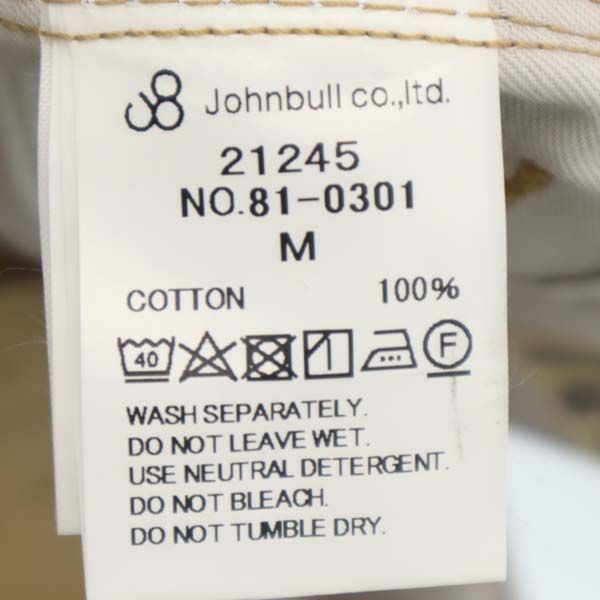 Johnbull co.,ltd.
21245
NO.81-0301
M
COTTON 100%
40 F
WASH SEPARATELY.
DO NOT LEAVE WET.
USE NEUTRAL DETERGENT.
DO NOT BLEACH.
DO NOT TUMBLE DRY.